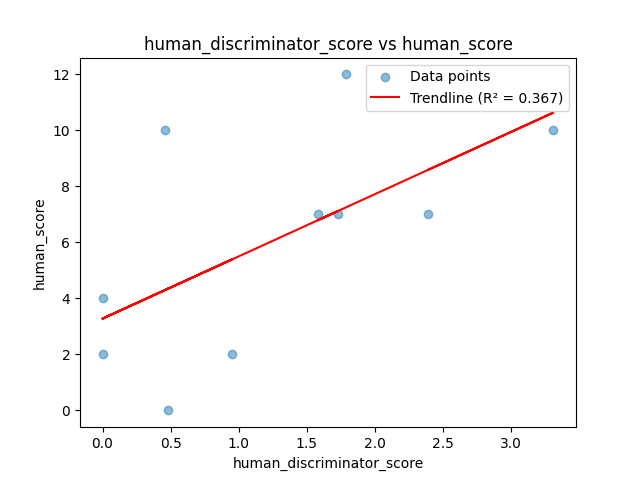 human_discriminator_score vs human_score
Data points
Trendline (R² = 0.367)
12
10
8
6
4
2
0
human_score
0.0 0.5 1.0 1.5 2.0 2.5 3.0
human_discriminator_score